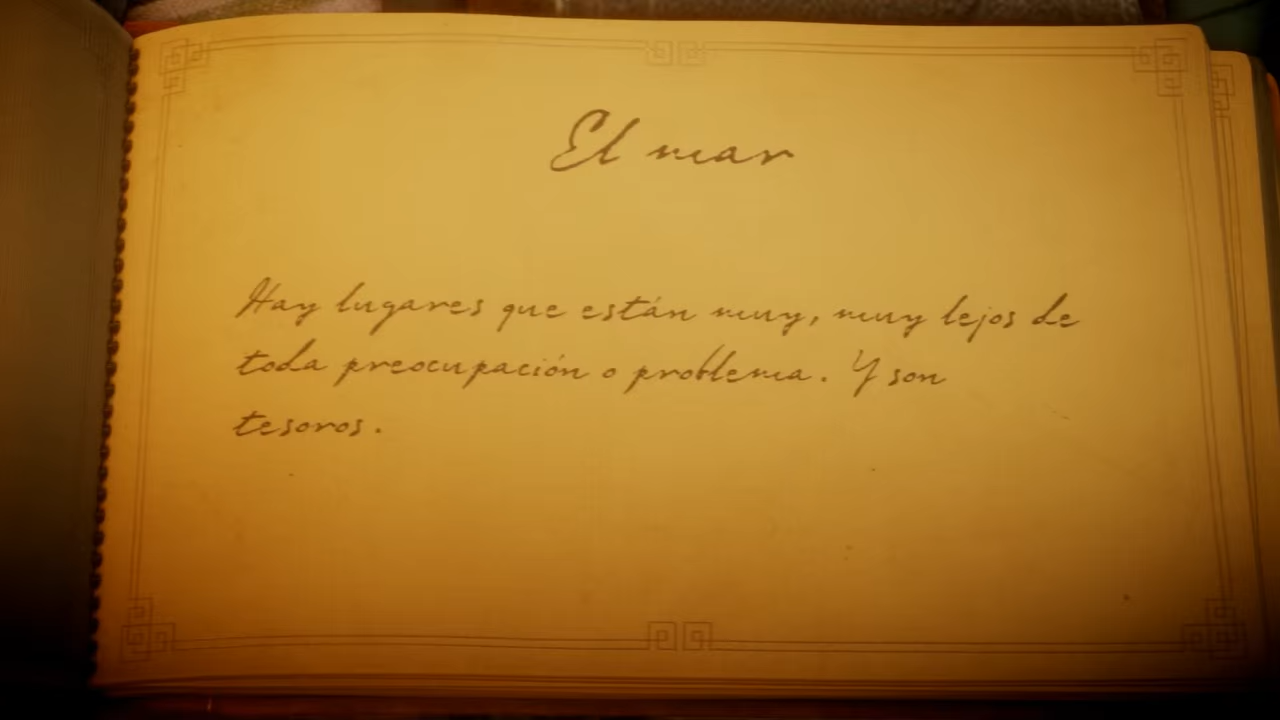 El mar
Hay lugares que están muy, muy lejos de
toda preocupación o problema. Y son
tesoros.